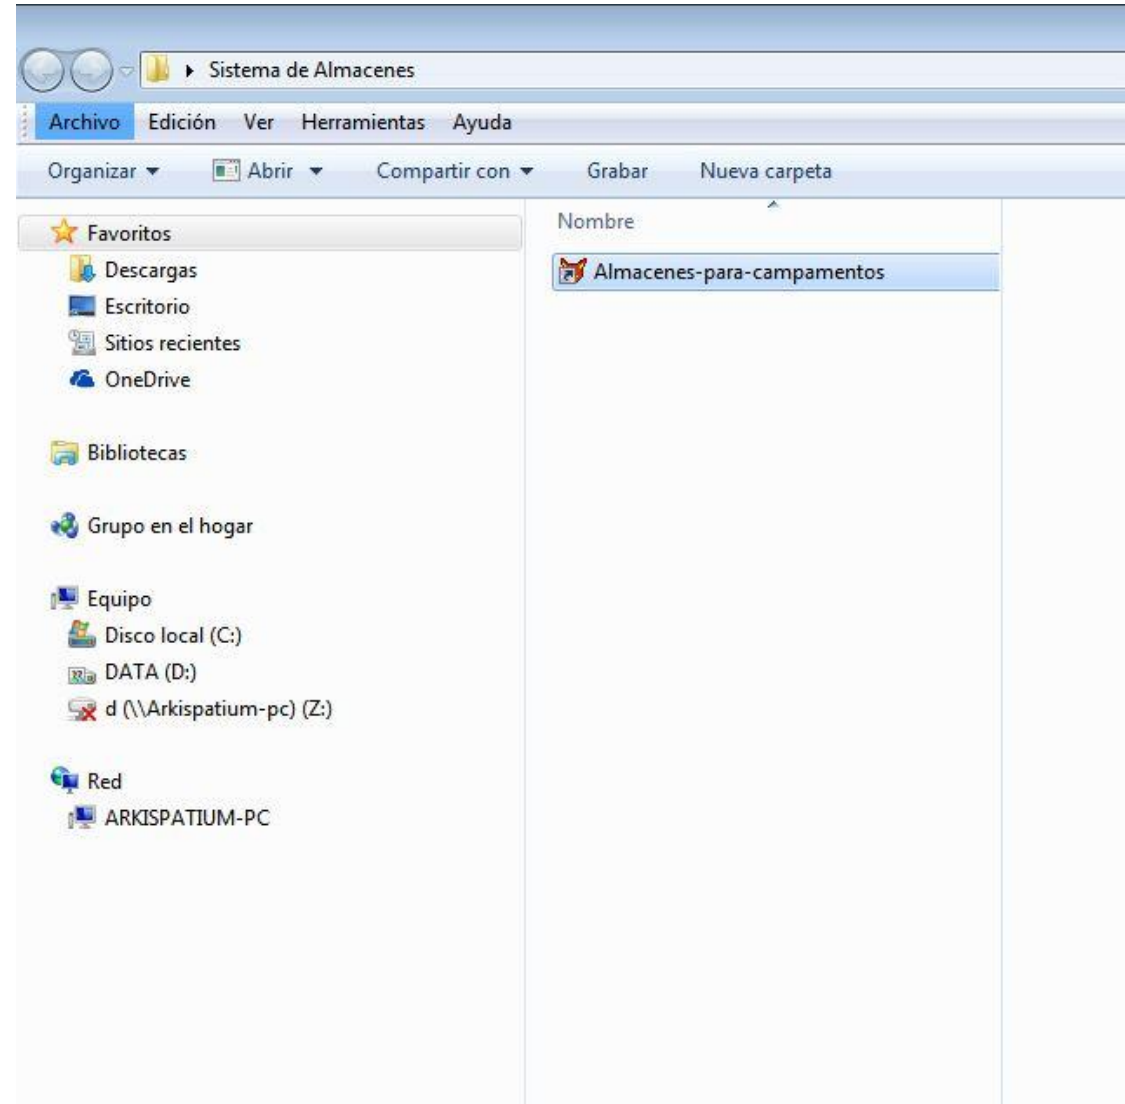 Sistema de Almacenes
Archivo Edición Ver Herramientas Ayuda
Organizar Abrir Compartir con Grabar Nueva carpeta
Nombre
Favoritos
Descargas
Escritorio
Sitios recientes
OneDrive
Bibliotecas
Grupo en el hogar
Equipo
Disco local (C:)
DATA (D:)
d (\\Arkispatium-pc) (Z:)
Red
ARKISPATIUM-PC
Almacenes-para-campamentos